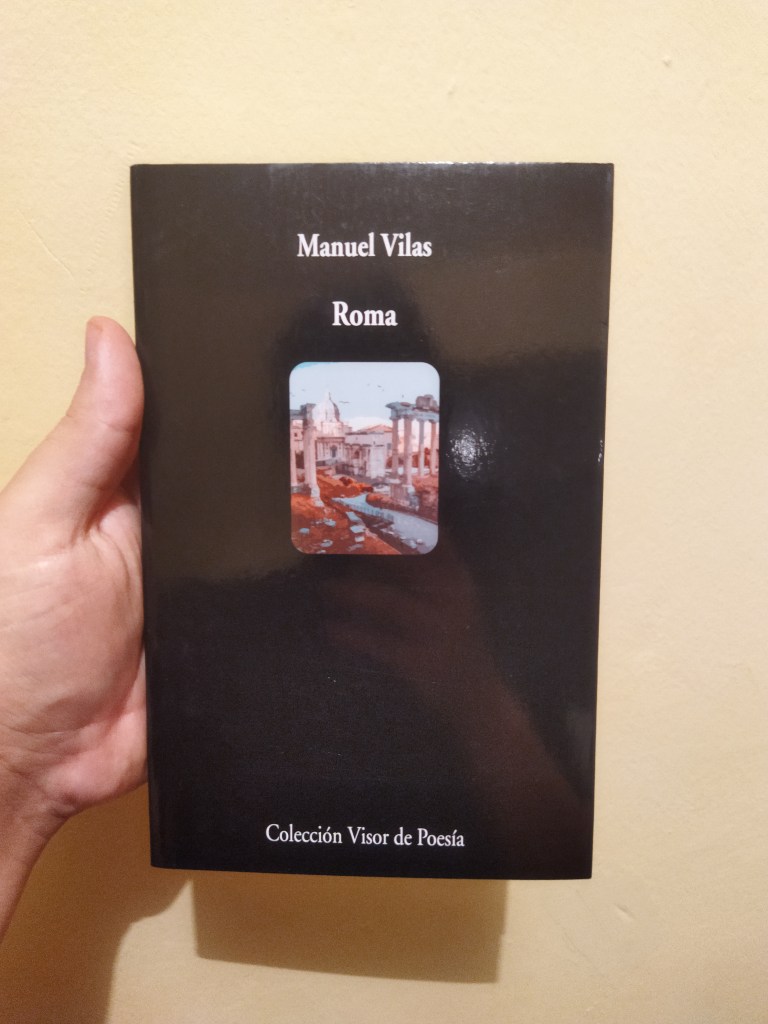 Manuel Vilas
Roma
Colección Visor de Poesía